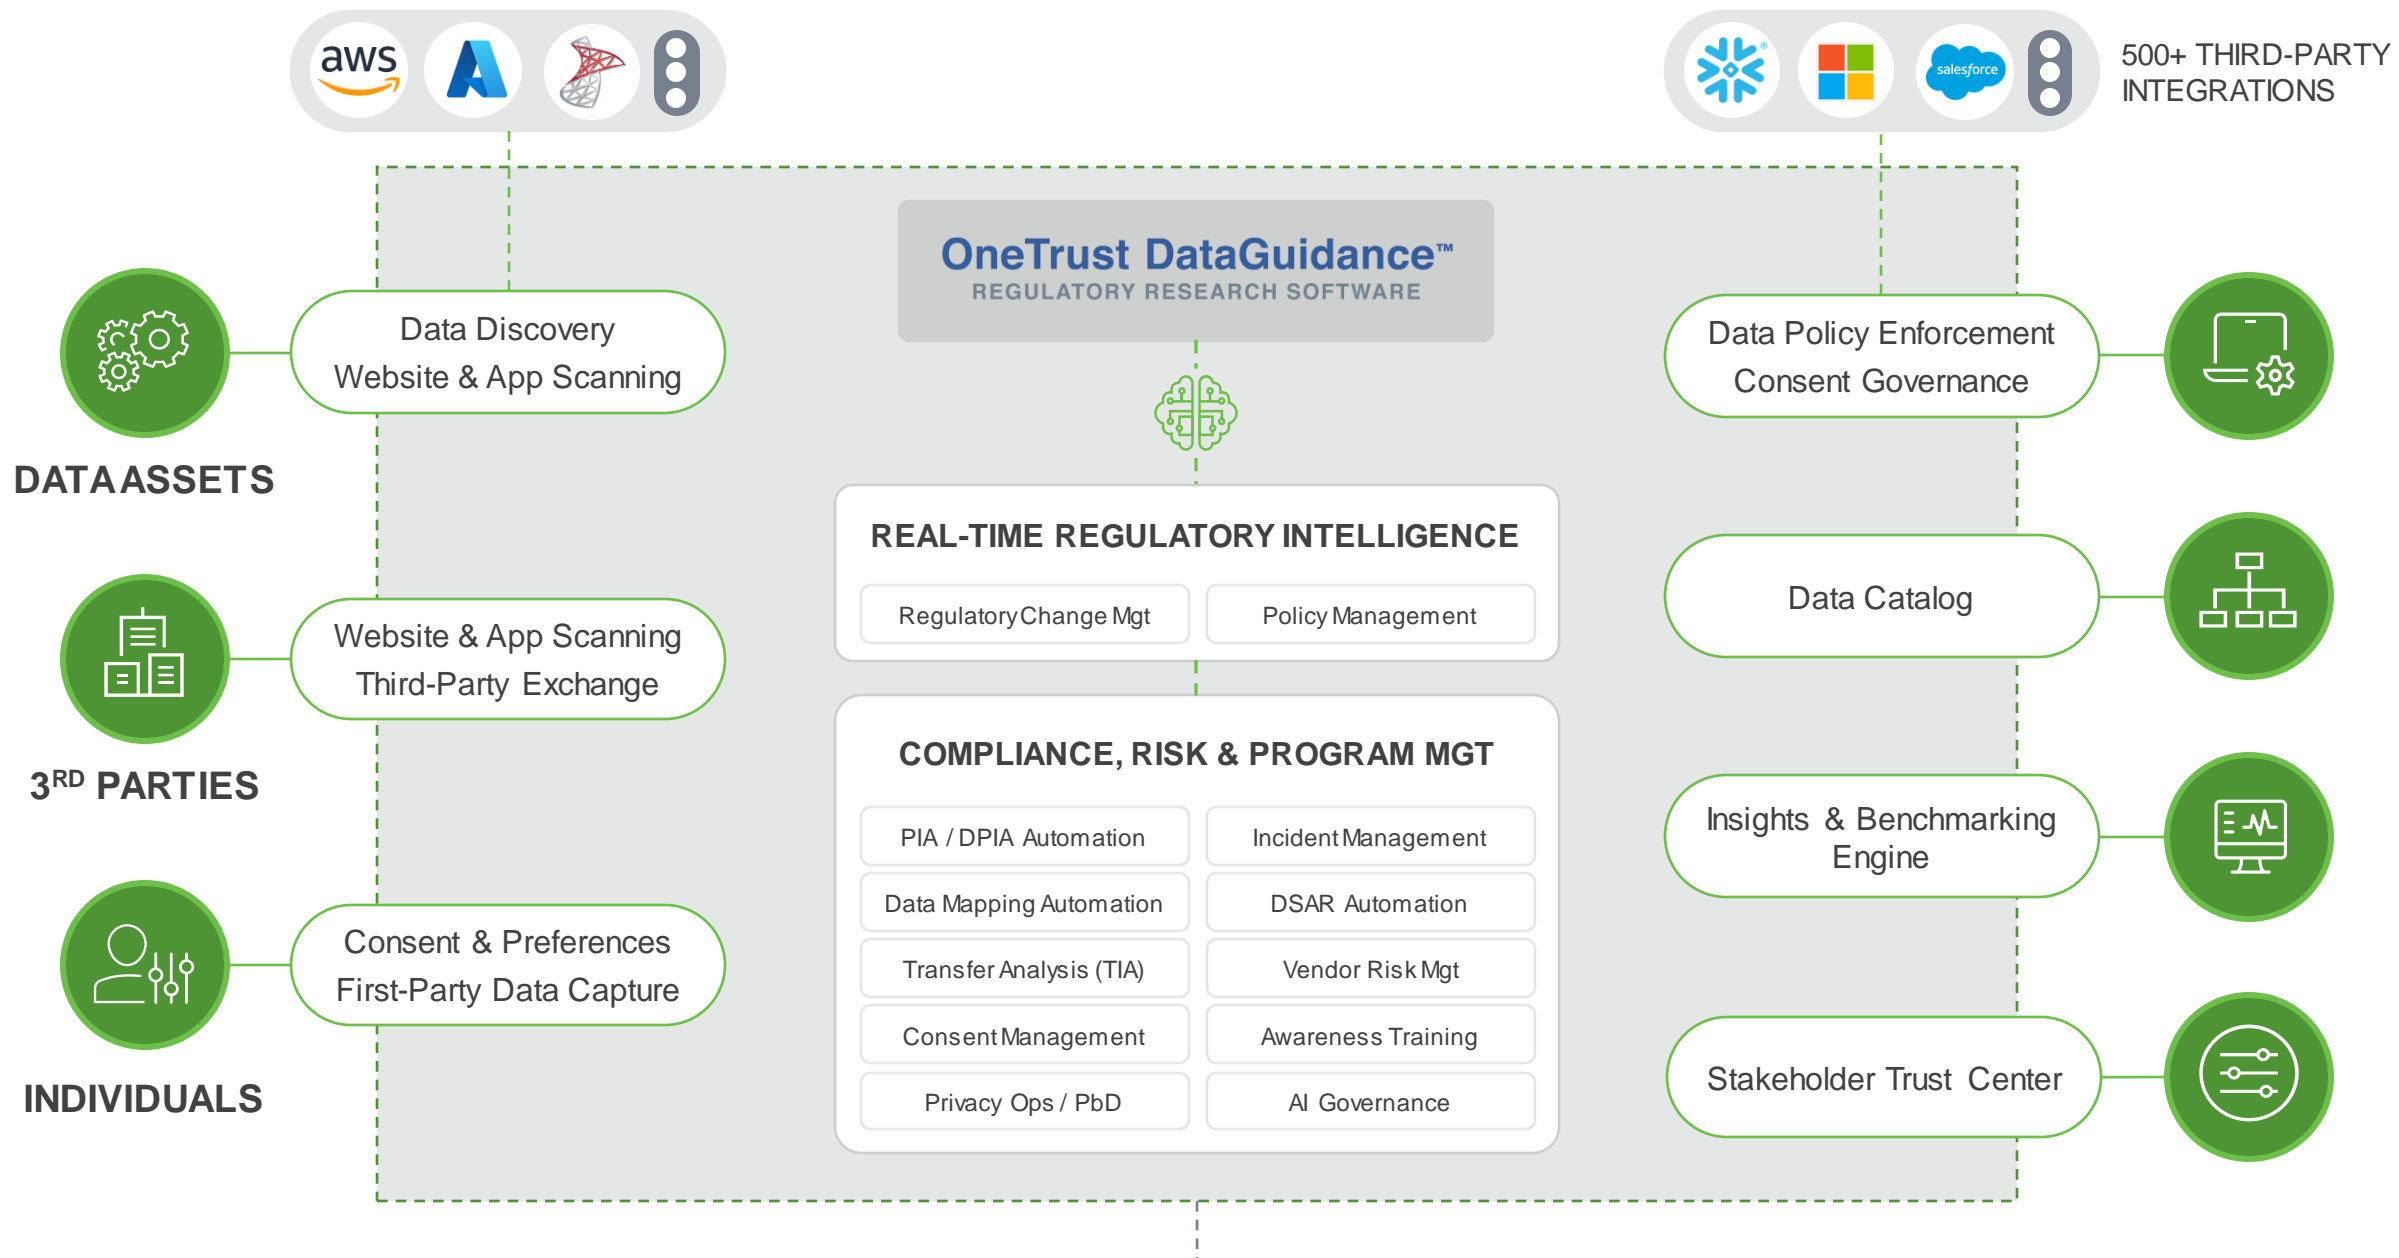 aws
salesforce
500+ THIRD-PARTY
INTEGRATIONS
OneTrust DataGuidance™
REGULATORY RESEARCH SOFTWARE
Data Discovery
Website & App Scanning
DATA ASSETS
Website & App Scanning
Third-Party Exchange
3RD PARTIES
Consent & Preferences
First-Party Data Capture
INDIVIDUALS
REAL-TIME REGULATORY INTELLIGENCE
Regulatory Change Mgt
Policy Management
COMPLIANCE, RISK & PROGRAM MGT
PIA / DPIA Automation
Incident Management
Data Mapping Automation
DSAR Automation
Transfer Analysis (TIA)
Vendor Risk Mgt
Consent Management
Awareness Training
Privacy Ops / PbD
AI Governance
Data Policy Enforcement
Consent Governance
Data Catalog
Insights & Benchmarking
Engine
Stakeholder Trust Center